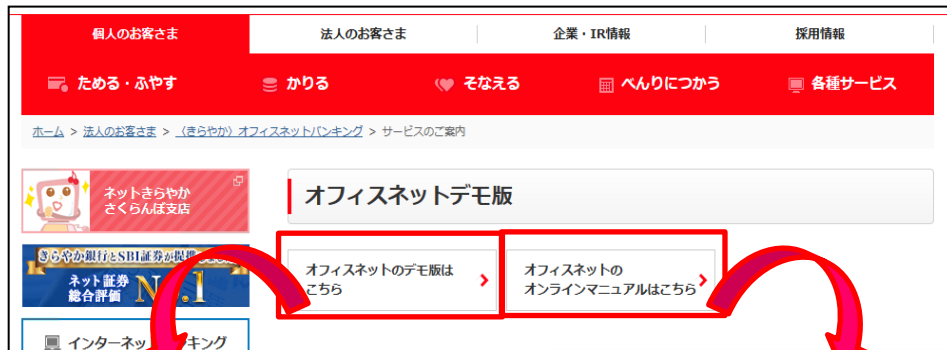 個人のお客さま
法人のお客さま
企業・IR情報
採用情報
ためる・ふやす
かりる
そなえる
べんりにつかう
各種サービス
ホーム > 法人のお客さま > 〈きらやか〉オフィスネットバンキング > サービスのご案内
ネットきらやか
さくらんぼ支店
オフィスネットデモ版
きらやか銀行とSBI証券が提携
ネット証券
総合評価 No.1
オフィスネットのデモ版は
こちら
オフィスネットの
オンラインマニュアルはこちら
インターネッ キング